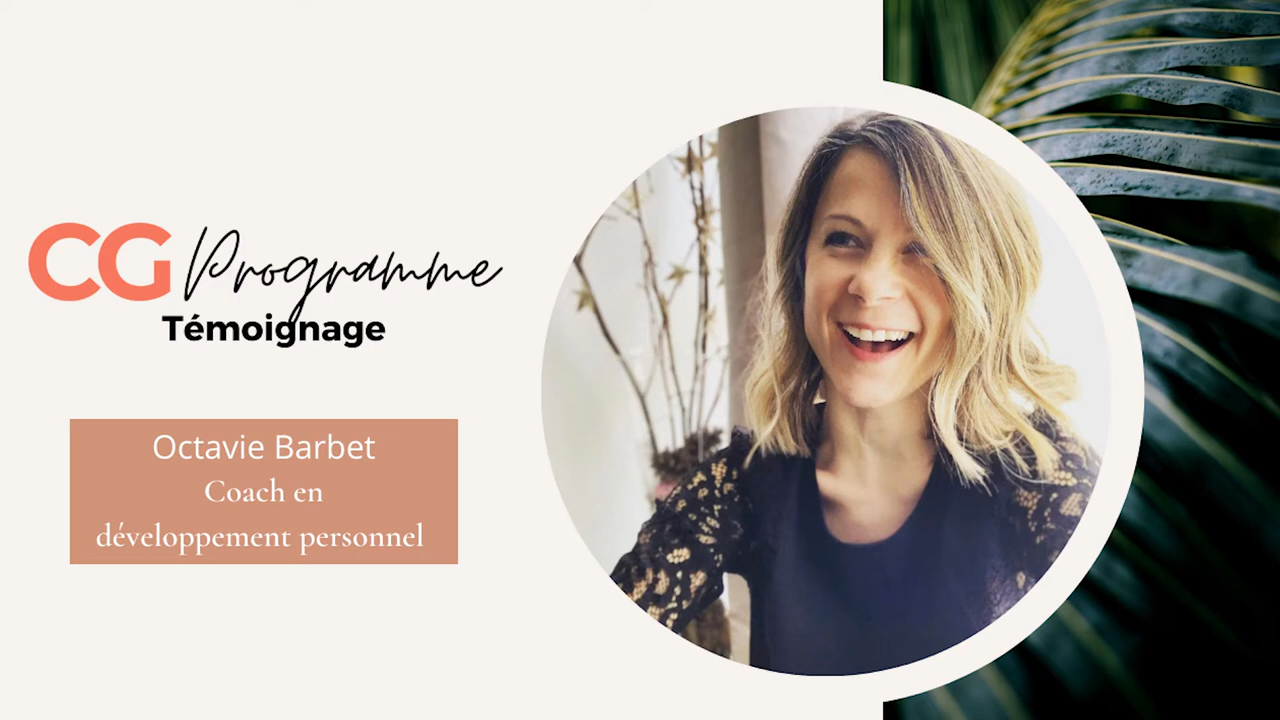 CG Programme
Témoignage
Octavie Barbet
Coach en
développement personnel